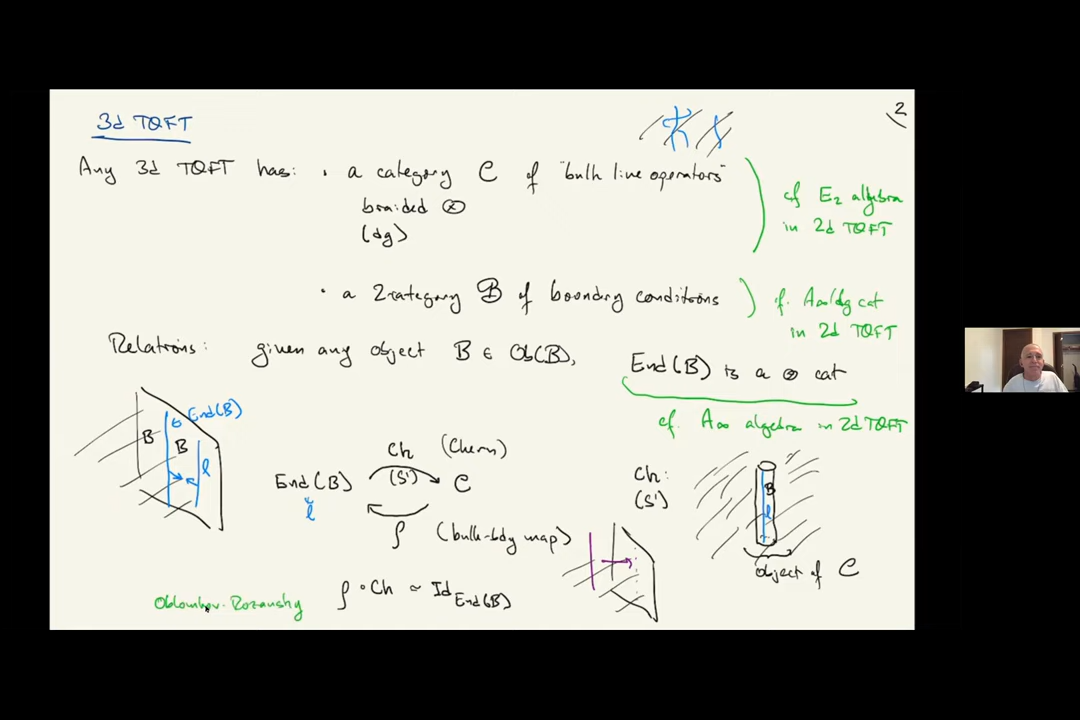 2
3d TQFT
Any 3d TQFT has: • a category C of "bulk line operators"
braided ⊗
(dg)
cf E₂ algebra
in 2d TQFT
• a 2-category B of boundary conditions
cf. A∞/dg cat
in 2d TQFT
Relations: given any object B ∈ Ob(B),
End(B) is a ⊗ cat
cf. A∞ algebra in 2d TQFT
End(B)
B
B
l
End(B)
l
Ch (Chern)
(S¹)
C
ρ (bulk-bdy map)
Ch:
(S¹)
B
l
object of C
ρ ∘ Ch ≃ Id End(B)
Oblomkov-Rozansky